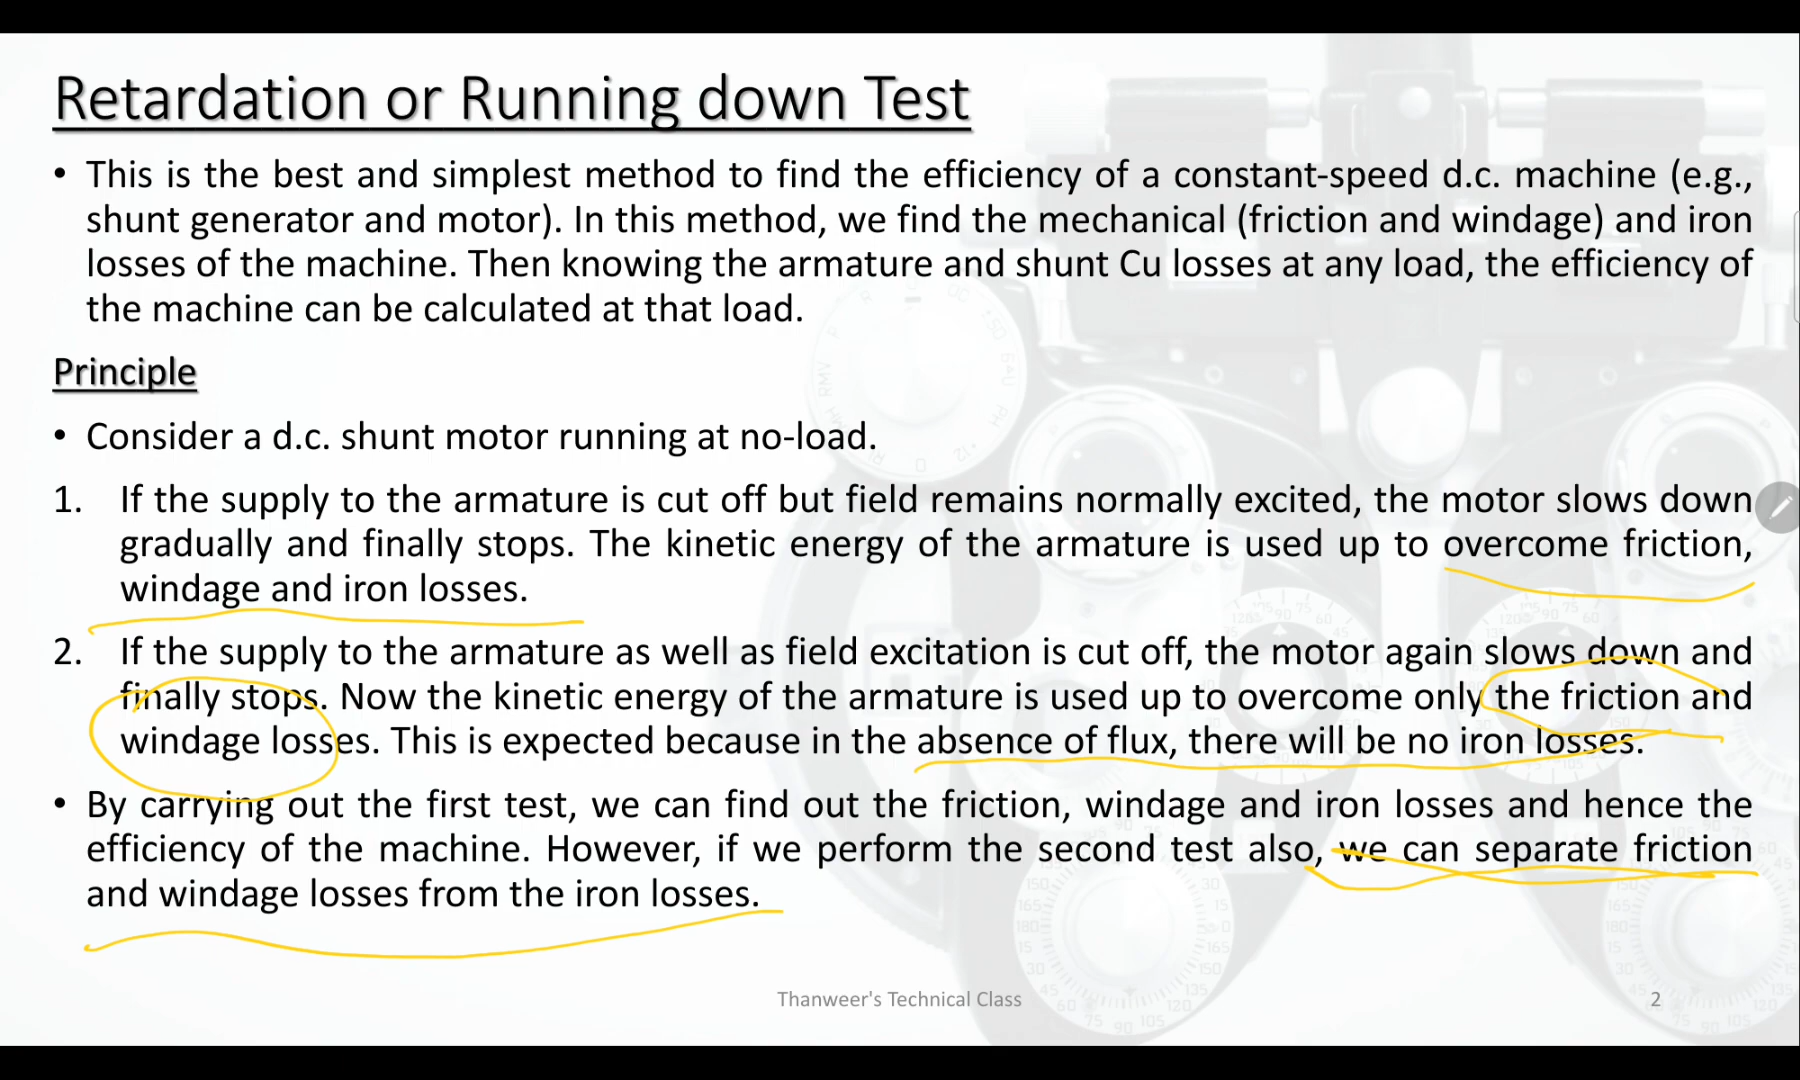 Retardation or Running down Test
• This is the best and simplest method to find the efficiency of a constant-speed d.c. machine (e.g.,
shunt generator and motor). In this method, we find the mechanical (friction and windage) and iron
losses of the machine. Then knowing the armature and shunt Cu losses at any load, the efficiency of
the machine can be calculated at that load.
Principle
• Consider a d.c. shunt motor running at no-load.
1. If the supply to the armature is cut off but field remains normally excited, the motor slows down
gradually and finally stops. The kinetic energy of the armature is used up to overcome friction,
windage and iron losses.
2. If the supply to the armature as well as field excitation is cut off, the motor again slows down and
finally stops. Now the kinetic energy of the armature is used up to overcome only the friction and
windage losses. This is expected because in the absence of flux, there will be no iron losses.
• By carrying out the first test, we can find out the friction, windage and iron losses and hence the
efficiency of the machine. However, if we perform the second test also, we can separate friction
and windage losses from the iron losses.
Thanweer's Technical Class
2